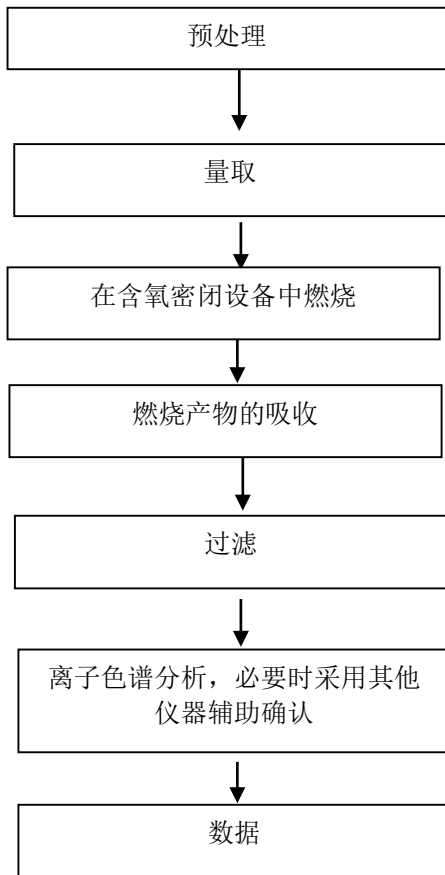 预处理
量取
在含氧密闭设备中燃烧
燃烧产物的吸收
过滤
离子色谱分析，必要时采用其他
仪器辅助确认
数据